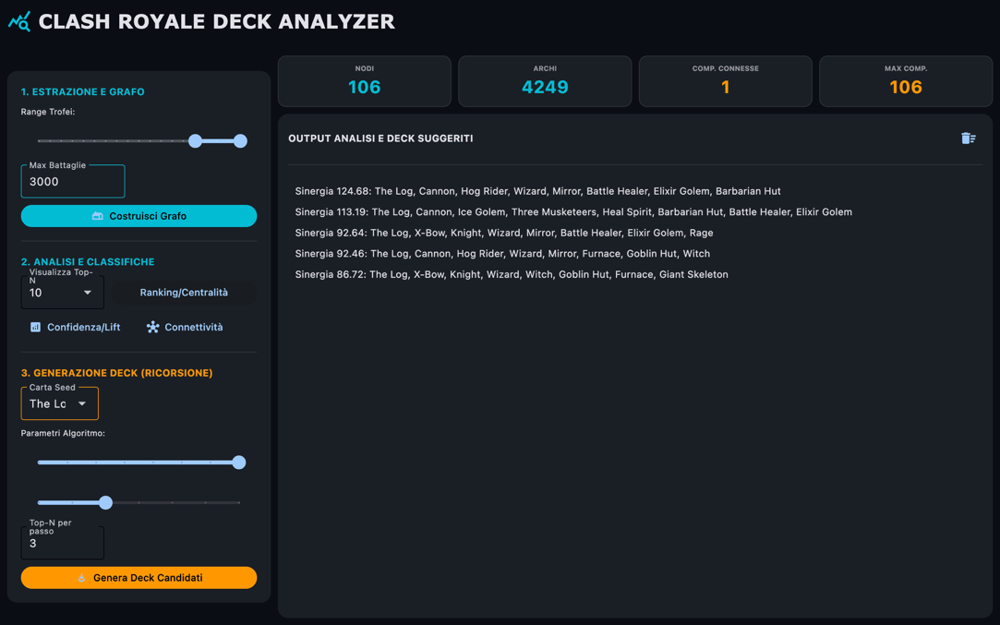 CLASH ROYALE DECK ANALYZER
1. ESTRAZIONE E GRAFO
Range Trofei:
Max Battaglie
3000
Costruisci Grafo
2. ANALISI E CLASSIFICHE
Visualizza Top-
N
10
Ranking/Centralità
Confidenza/Lift
Connettività
3. GENERAZIONE DECK (RICORSIONE)
Carta Seed
The Lo
Parametri Algoritmo:
Top-N per
passo
3
Genera Deck Candidati
NODI
106
ARCHI
4249
COMP. CONNESSE
1
MAX COMP.
106
OUTPUT ANALISI E DECK SUGGERITI
Sinergia 124.68: The Log, Cannon, Hog Rider, Wizard, Mirror, Battle Healer, Elixir Golem, Barbarian Hut
Sinergia 113.19: The Log, Cannon, Ice Golem, Three Musketeers, Heal Spirit, Barbarian Hut, Battle Healer, Elixir Golem
Sinergia 92.64: The Log, X-Bow, Knight, Wizard, Mirror, Battle Healer, Elixir Golem, Rage
Sinergia 92.46: The Log, Cannon, Hog Rider, Wizard, Mirror, Furnace, Goblin Hut, Witch
Sinergia 86.72: The Log, X-Bow, Knight, Wizard, Witch, Goblin Hut, Furnace, Giant Skeleton